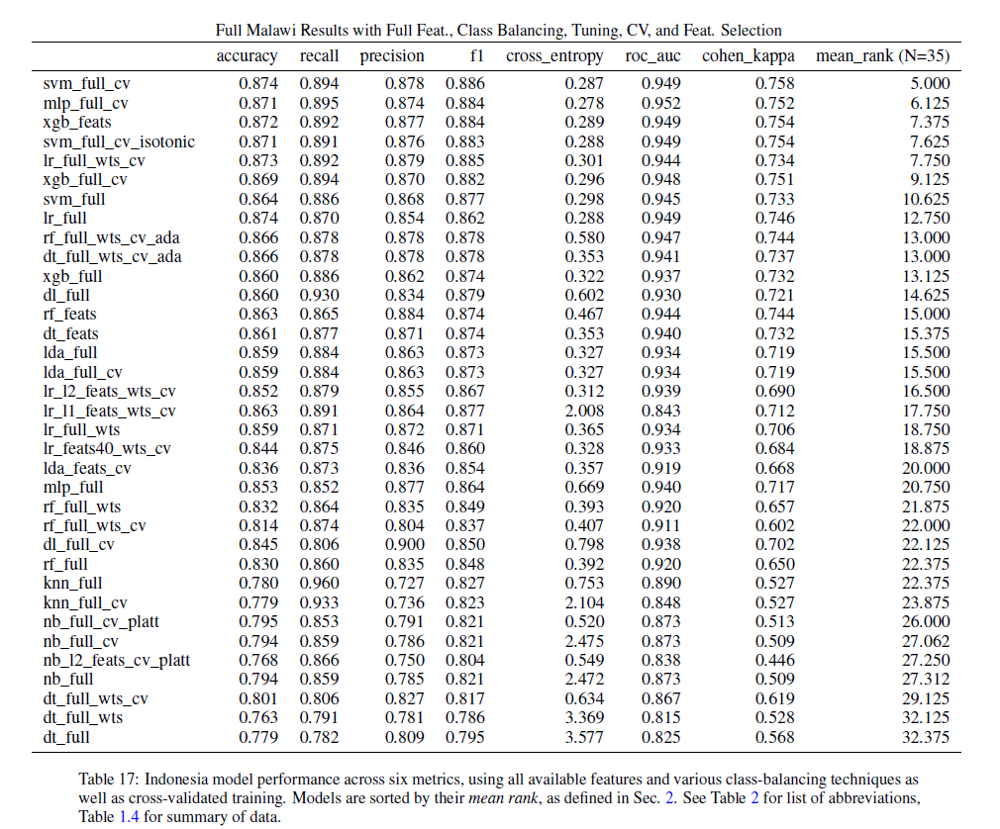 Full Malawi Results with Full Feat., Class Balancing, Tuning, CV, and Feat. Selection
accuracy recall precision f1 cross_entropy roc_auc cohen_kappa mean_rank (N=35)
svm_full_cv 0.874 0.894 0.878 0.886 0.287 0.949 0.758 5.000
mlp_full_cv 0.871 0.895 0.874 0.884 0.278 0.952 0.752 6.125
xgb_feats 0.872 0.892 0.877 0.884 0.289 0.949 0.754 7.375
svm_full_cv_isotonic 0.871 0.891 0.876 0.883 0.288 0.949 0.754 7.625
lr_full_wts_cv 0.873 0.892 0.879 0.885 0.301 0.944 0.734 7.750
xgb_full_cv 0.869 0.894 0.870 0.882 0.296 0.948 0.751 9.125
svm_full 0.864 0.886 0.868 0.877 0.298 0.945 0.733 10.625
lr_full 0.874 0.870 0.854 0.862 0.288 0.949 0.746 12.750
rf_full_wts_cv_ada 0.866 0.878 0.878 0.878 0.580 0.947 0.744 13.000
dt_full_wts_cv_ada 0.866 0.878 0.878 0.878 0.353 0.941 0.737 13.000
xgb_full 0.860 0.886 0.862 0.874 0.322 0.937 0.732 13.125
dl_full 0.860 0.930 0.834 0.879 0.602 0.930 0.721 14.625
rf_feats 0.863 0.865 0.884 0.874 0.467 0.944 0.744 15.000
dt_feats 0.861 0.877 0.871 0.874 0.353 0.940 0.732 15.375
lda_full 0.859 0.884 0.863 0.873 0.327 0.934 0.719 15.500
lda_full_cv 0.859 0.884 0.863 0.873 0.327 0.934 0.719 15.500
lr_l2_feats_wts_cv 0.852 0.879 0.855 0.867 0.312 0.939 0.690 16.500
lr_l1_feats_wts_cv 0.863 0.891 0.864 0.877 2.008 0.843 0.712 17.750
lr_full_wts 0.859 0.871 0.872 0.871 0.365 0.934 0.706 18.750
lr_feats40_wts_cv 0.844 0.875 0.846 0.860 0.328 0.933 0.684 18.875
lda_feats_cv 0.836 0.873 0.836 0.854 0.357 0.919 0.668 20.000
mlp_full 0.853 0.852 0.877 0.864 0.669 0.940 0.717 20.750
rf_full_wts 0.832 0.864 0.835 0.849 0.393 0.920 0.657 21.875
rf_full_wts_cv 0.814 0.874 0.804 0.837 0.407 0.911 0.602 22.000
dl_full_cv 0.845 0.806 0.900 0.850 0.798 0.938 0.702 22.125
rf_full 0.830 0.860 0.835 0.848 0.392 0.920 0.650 22.375
knn_full 0.780 0.960 0.727 0.827 0.753 0.890 0.527 22.375
knn_full_cv 0.779 0.933 0.736 0.823 2.104 0.848 0.527 23.875
nb_full_cv_platt 0.795 0.853 0.791 0.821 0.520 0.873 0.513 26.000
nb_full_cv 0.794 0.859 0.786 0.821 2.475 0.873 0.509 27.062
nb_l2_feats_cv_platt 0.768 0.866 0.750 0.804 0.549 0.838 0.446 27.250
nb_full 0.794 0.859 0.785 0.821 2.472 0.873 0.509 27.312
dt_full_wts_cv 0.801 0.806 0.827 0.817 0.634 0.867 0.619 29.125
dt_full_wts 0.763 0.791 0.781 0.786 3.369 0.815 0.528 32.125
dt_full 0.779 0.782 0.809 0.795 3.577 0.825 0.568 32.375
Table 17: Indonesia model performance across six metrics, using all available features and various class-balancing techniques as
well as cross-validated training. Models are sorted by their mean rank, as defined in Sec. 2. See Table 2 for list of abbreviations,
Table 1.4 for summary of data.